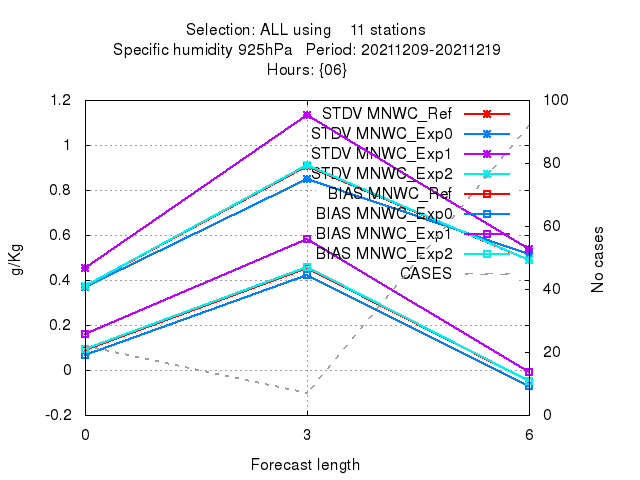 Selection: ALL using    11 stations
Specific humidity 925hPa   Period: 20211209-20211219
Hours: {06}
1.2
1
0.8
0.6
0.4
0.2
0
-0.2
g/Kg
100
80
60
40
20
0
No cases
STDV MNWC_Ref
STDV MNWC_Exp0
STDV MNWC_Exp1
STDV MNWC_Exp2
BIAS MNWC_Ref
BIAS MNWC_Exp0
BIAS MNWC_Exp1
BIAS MNWC_Exp2
CASES
0
3
6
Forecast length